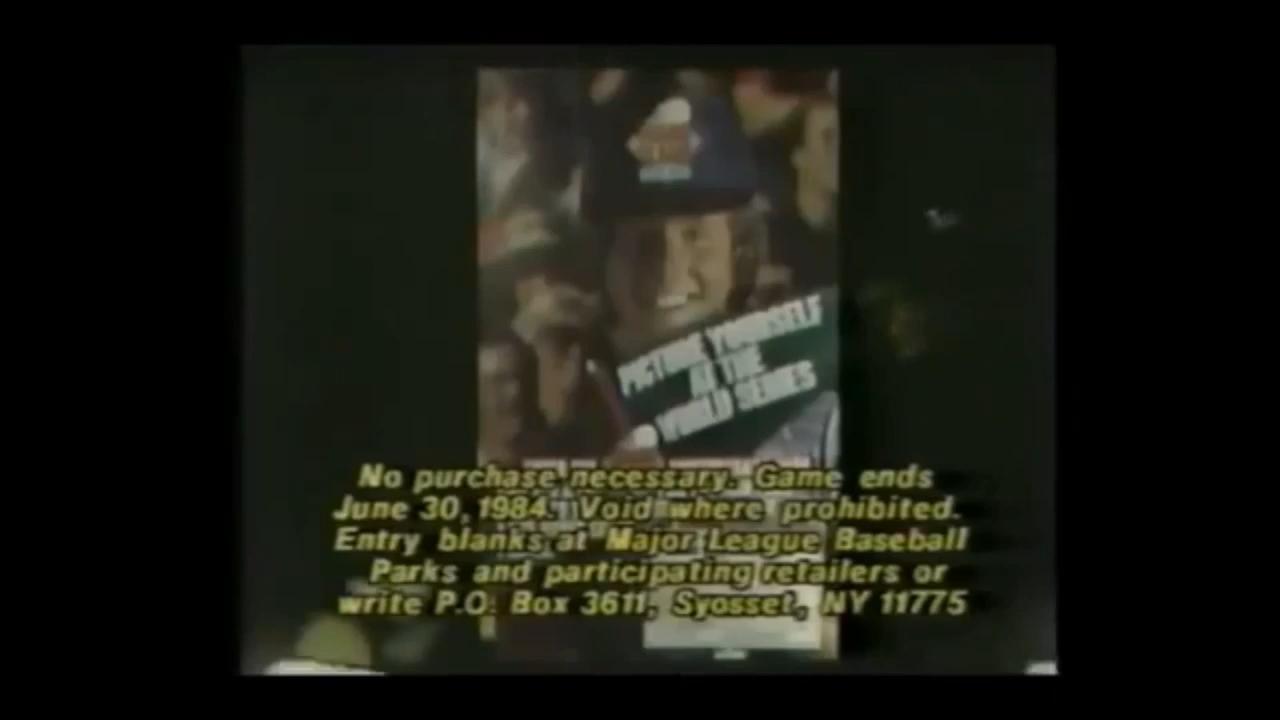 PICTURE YOURSELF
AT THE
WORLD SERIES
No purchase necessary. Game ends
June 30, 1984. Void where prohibited.
Entry blanks at Major League Baseball
Parks and participating retailers or
write P.O. Box 3611, Syosset, NY 11775